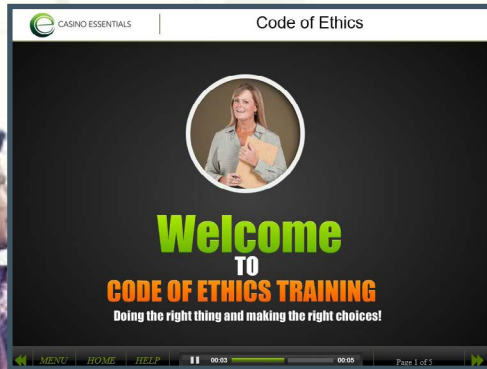 CASINO ESSENTIALS
Code of Ethics
Welcome
TO
CODE OF ETHICS TRAINING
Doing the right thing and making the right choices!
MENU HOME HELP 00:03 00:05 Page 1 of 5